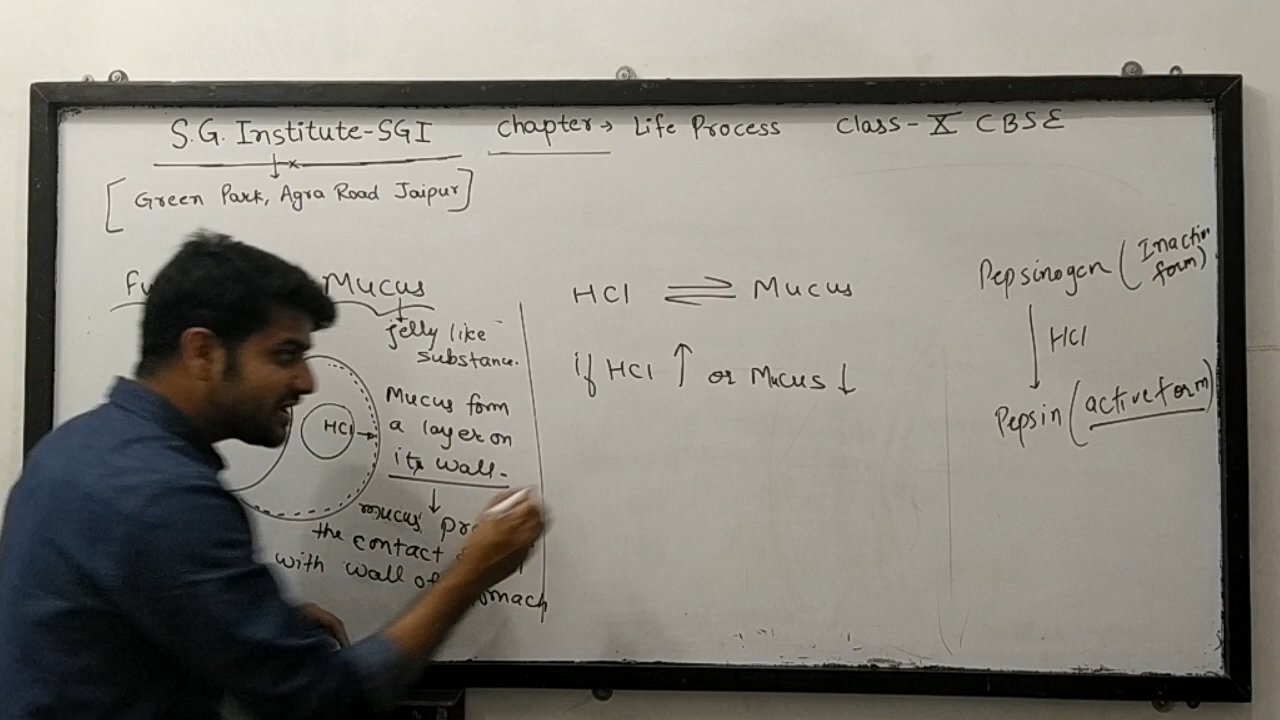 S.G. Institute-SGI Chapter → Life Process Class-X CBSE
[Green Park, Agra Road Jaipur]
Mucus
jelly like
substance.
HCl
Mucus form
a layer on
its wall.
↓
mucus
the contact
with wall of
HCl ⇌ Mucus
if HCl ↑ or Mucus ↓
Pepsinogen (Inactiv
form)
↓ HCl
Pepsin (active form)